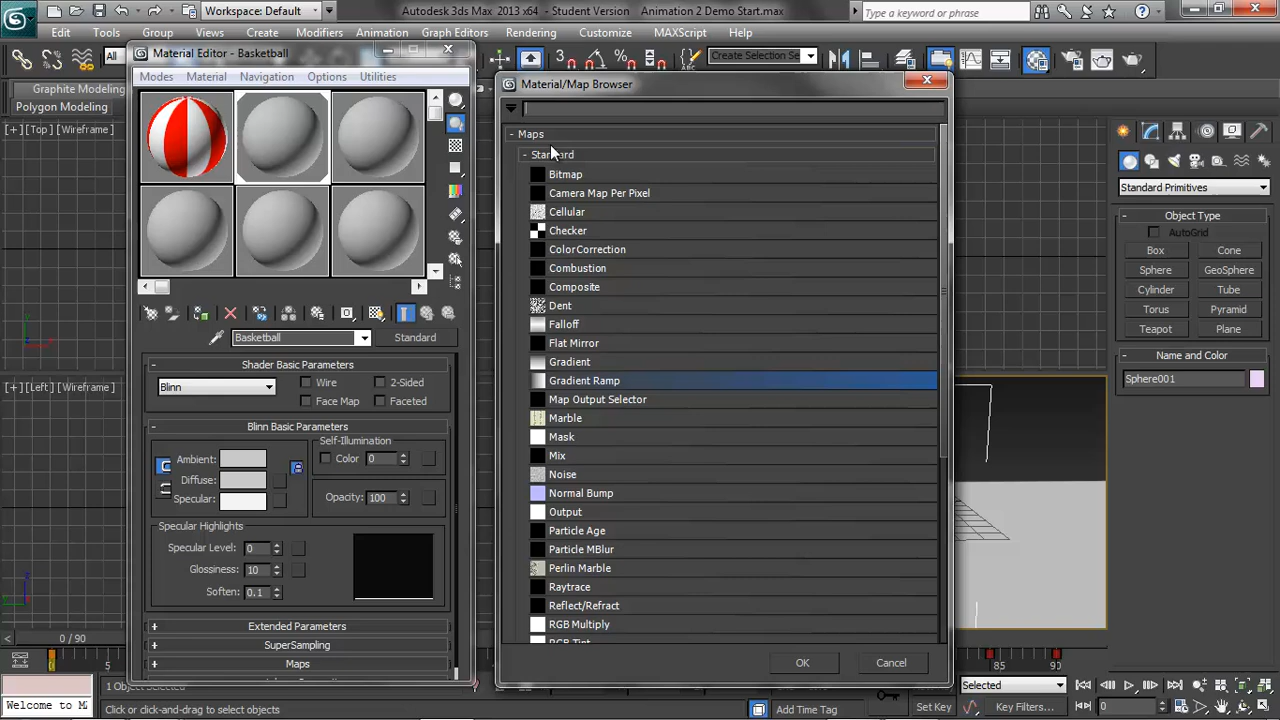 Workspace: Default
Autodesk 3ds Max 2013 x64 - Student Version Animation 2 Demo Start.max
Type a keyword or phrase
Edit Tools Group Views Create Modifiers Animation Graph Editors Rendering Customize MAXScript Help
All
Create Selection Se
Graphite Modeling
Polygon Modeling
[+] [Top] [Wireframe]
[+] [Left] [Wireframe]
Material Editor - Basketball
Modes Material Navigation Options Utilities
Basketball
Standard
Shader Basic Parameters
Blinn
Wire
2-Sided
Face Map
Faceted
Blinn Basic Parameters
Self-Illumination
Ambient:
Color 0
Diffuse:
Specular:
Opacity: 100
Specular Highlights
Specular Level: 0
Glossiness: 10
Soften: 0.1
Extended Parameters
SuperSampling
Maps
Material/Map Browser
- Maps
- Standard
Bitmap
Camera Map Per Pixel
Cellular
Checker
ColorCorrection
Combustion
Composite
Dent
Falloff
Flat Mirror
Gradient
Gradient Ramp
Map Output Selector
Marble
Mask
Mix
Noise
Normal Bump
Output
Particle Age
Particle MBlur
Perlin Marble
Raytrace
Reflect/Refract
RGB Multiply
RGB Tint
OK
Cancel
Standard Primitives
Object Type
AutoGrid
Box
Cone
Sphere
GeoSphere
Cylinder
Tube
Torus
Pyramid
Teapot
Plane
Name and Color
Sphere001
0 / 90
0 5
85 90
1 Object Selected
Welcome to M
Click or click-and-drag to select objects
Add Time Tag
Selected
Set Key
Key Filters...
0